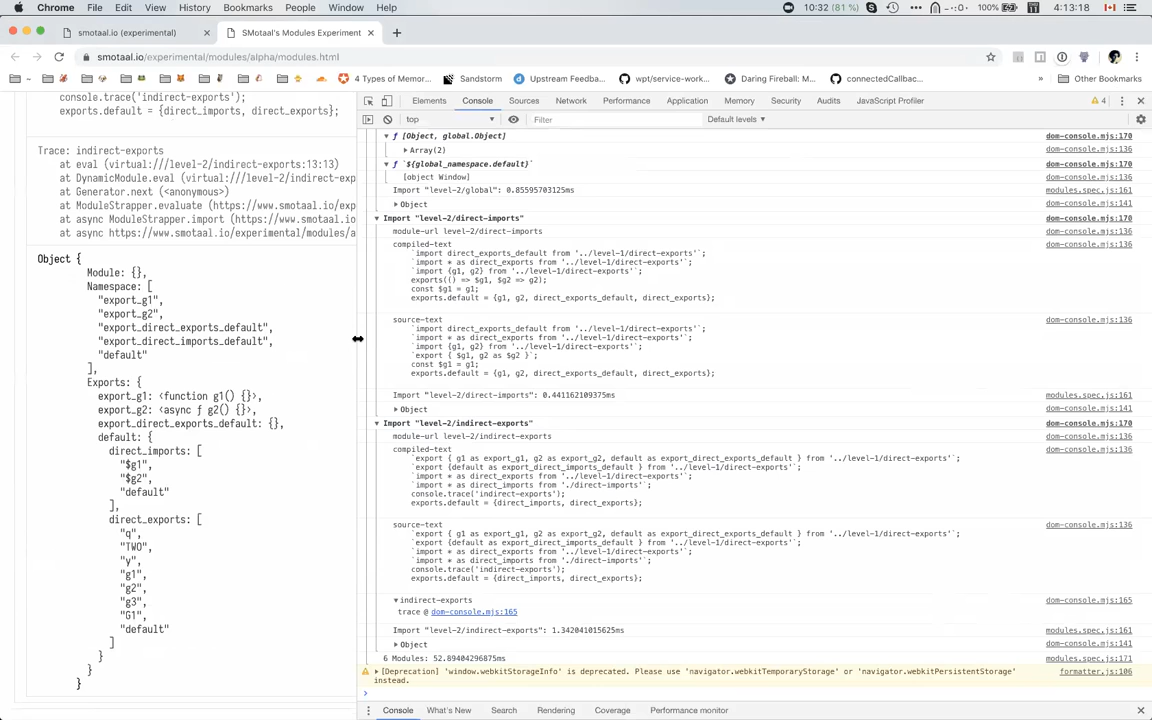 Chrome File Edit View History Bookmarks People Window Help 10:32 (81 %) 100% 4:13:18
smotaal.io (experimental) SMotaal's Modules Experiment
smotaal.io/experimental/modules/alpha/modules.html
4 Types of Memor... Sandstorm Upstream Feedba... wpt/service-work... Daring Fireball: M... connectedCallbac... » Other Bookmarks
console.trace('indirect-exports');
exports.default = {direct_imports, direct_exports};
Trace: indirect-exports
at eval (virtual:///level-2/indirect-exports:13:13)
at DynamicModule.eval (virtual:///level-2/indirect-exp
at Generator.next (<anonymous>)
at ModuleStrapper.evaluate (https://www.smotaal.io/exp
at async ModuleStrapper.import (https://www.smotaal.io
at async https://www.smotaal.io/experimental/modules/a
Object {
Module: {},
Namespace: [
"export_g1",
"export_g2",
"export_direct_exports_default",
"export_direct_imports_default",
"default"
],
Exports: {
export_g1: ‹function g1() {}›,
export_g2: ‹async ƒ g2() {}›,
export_direct_exports_default: {},
default: {
direct_imports: [
"$g1",
"$g2",
"default"
],
direct_exports: [
"q",
"TWO",
"y",
"g1",
"g2",
"g3",
"G1",
"default"
]
}
}
}
Elements Console Sources Network Performance Application Memory Security Audits JavaScript Profiler 4
top Filter Default levels
ƒ [Object, global.Object] dom-console.mjs:170
Array(2) dom-console.mjs:136
ƒ `${global_namespace.default}` dom-console.mjs:170
[object Window] dom-console.mjs:136
Import "level-2/global": 0.85595703125ms modules.spec.js:161
Object dom-console.mjs:141
Import "level-2/direct-imports" dom-console.mjs:170
module-url level-2/direct-imports dom-console.mjs:136
compiled-text dom-console.mjs:136
`import direct_exports_default from '../level-1/direct-exports'`;
`import * as direct_exports from '../level-1/direct-exports'`;
`import {g1, g2} from '../level-1/direct-exports'`;
exports(() => $g1, $g2 => g2);
const $g1 = g1;
exports.default = {g1, g2, direct_exports_default, direct_exports};
source-text dom-console.mjs:136
`import direct_exports_default from '../level-1/direct-exports'`;
`import * as direct_exports from '../level-1/direct-exports'`;
`import {g1, g2} from '../level-1/direct-exports'`;
`export { $g1, g2 as $g2 }`;
const $g1 = g1;
exports.default = {g1, g2, direct_exports_default, direct_exports};
Import "level-2/direct-imports": 0.441162109375ms modules.spec.js:161
Object dom-console.mjs:141
Import "level-2/indirect-exports" dom-console.mjs:170
module-url level-2/indirect-exports dom-console.mjs:136
compiled-text dom-console.mjs:136
`export { g1 as export_g1, g2 as export_g2, default as export_direct_exports_default } from '../level-1/direct-exports'`;
`export {default as export_direct_imports_default } from '../level-1/direct-exports'`;
`import * as direct_exports from '../level-1/direct-exports'`;
`import * as direct_imports from './direct-imports'`;
console.trace('indirect-exports');
exports.default = {direct_imports, direct_exports};
source-text dom-console.mjs:136
`export { g1 as export_g1, g2 as export_g2, default as export_direct_exports_default } from '../level-1/direct-exports'`;
`export {default as export_direct_imports_default } from '../level-1/direct-exports'`;
`import * as direct_exports from '../level-1/direct-exports'`;
`import * as direct_imports from './direct-imports'`;
console.trace('indirect-exports');
exports.default = {direct_imports, direct_exports};
indirect-exports dom-console.mjs:165
trace @ dom-console.mjs:165
Import "level-2/indirect-exports": 1.342041015625ms modules.spec.js:161
Object dom-console.mjs:141
6 Modules: 52.89404296875ms modules.spec.js:171
[Deprecation] 'window.webkitStorageInfo' is deprecated. Please use 'navigator.webkitTemporaryStorage' or 'navigator.webkitPersistentStorage' formatter.js:106
instead.
Console What's New Search Rendering Coverage Performance monitor